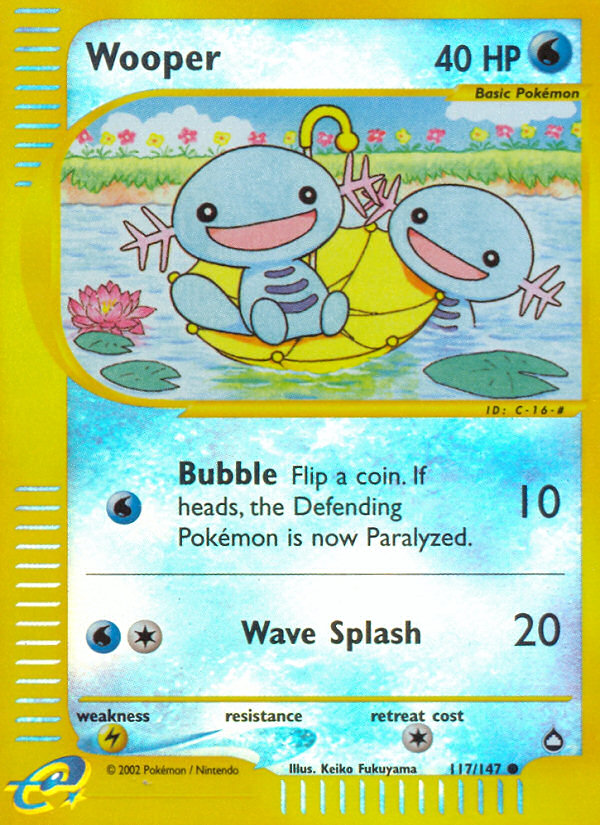 Wooper
40 HP
Basic Pokémon
ID: C-16-#
Bubble Flip a coin. If
heads, the Defending
Pokémon is now Paralyzed.
10
Wave Splash
20
weakness
resistance
retreat cost
© 2002 Pokémon / Nintendo
Illus. Keiko Fukuyama
117/147
e